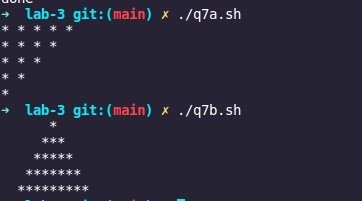 done
➜  lab-3 git:(main) ✗ ./q7a.sh
* * * * *
* * * *
* * *
* *
*
➜  lab-3 git:(main) ✗ ./q7b.sh
      *
     ***
    *****
   *******
  *********